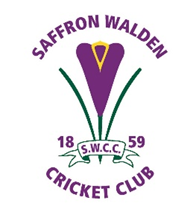 SAFFRON WALDEN
18 59
S.W.C.C.
CRICKET CLUB